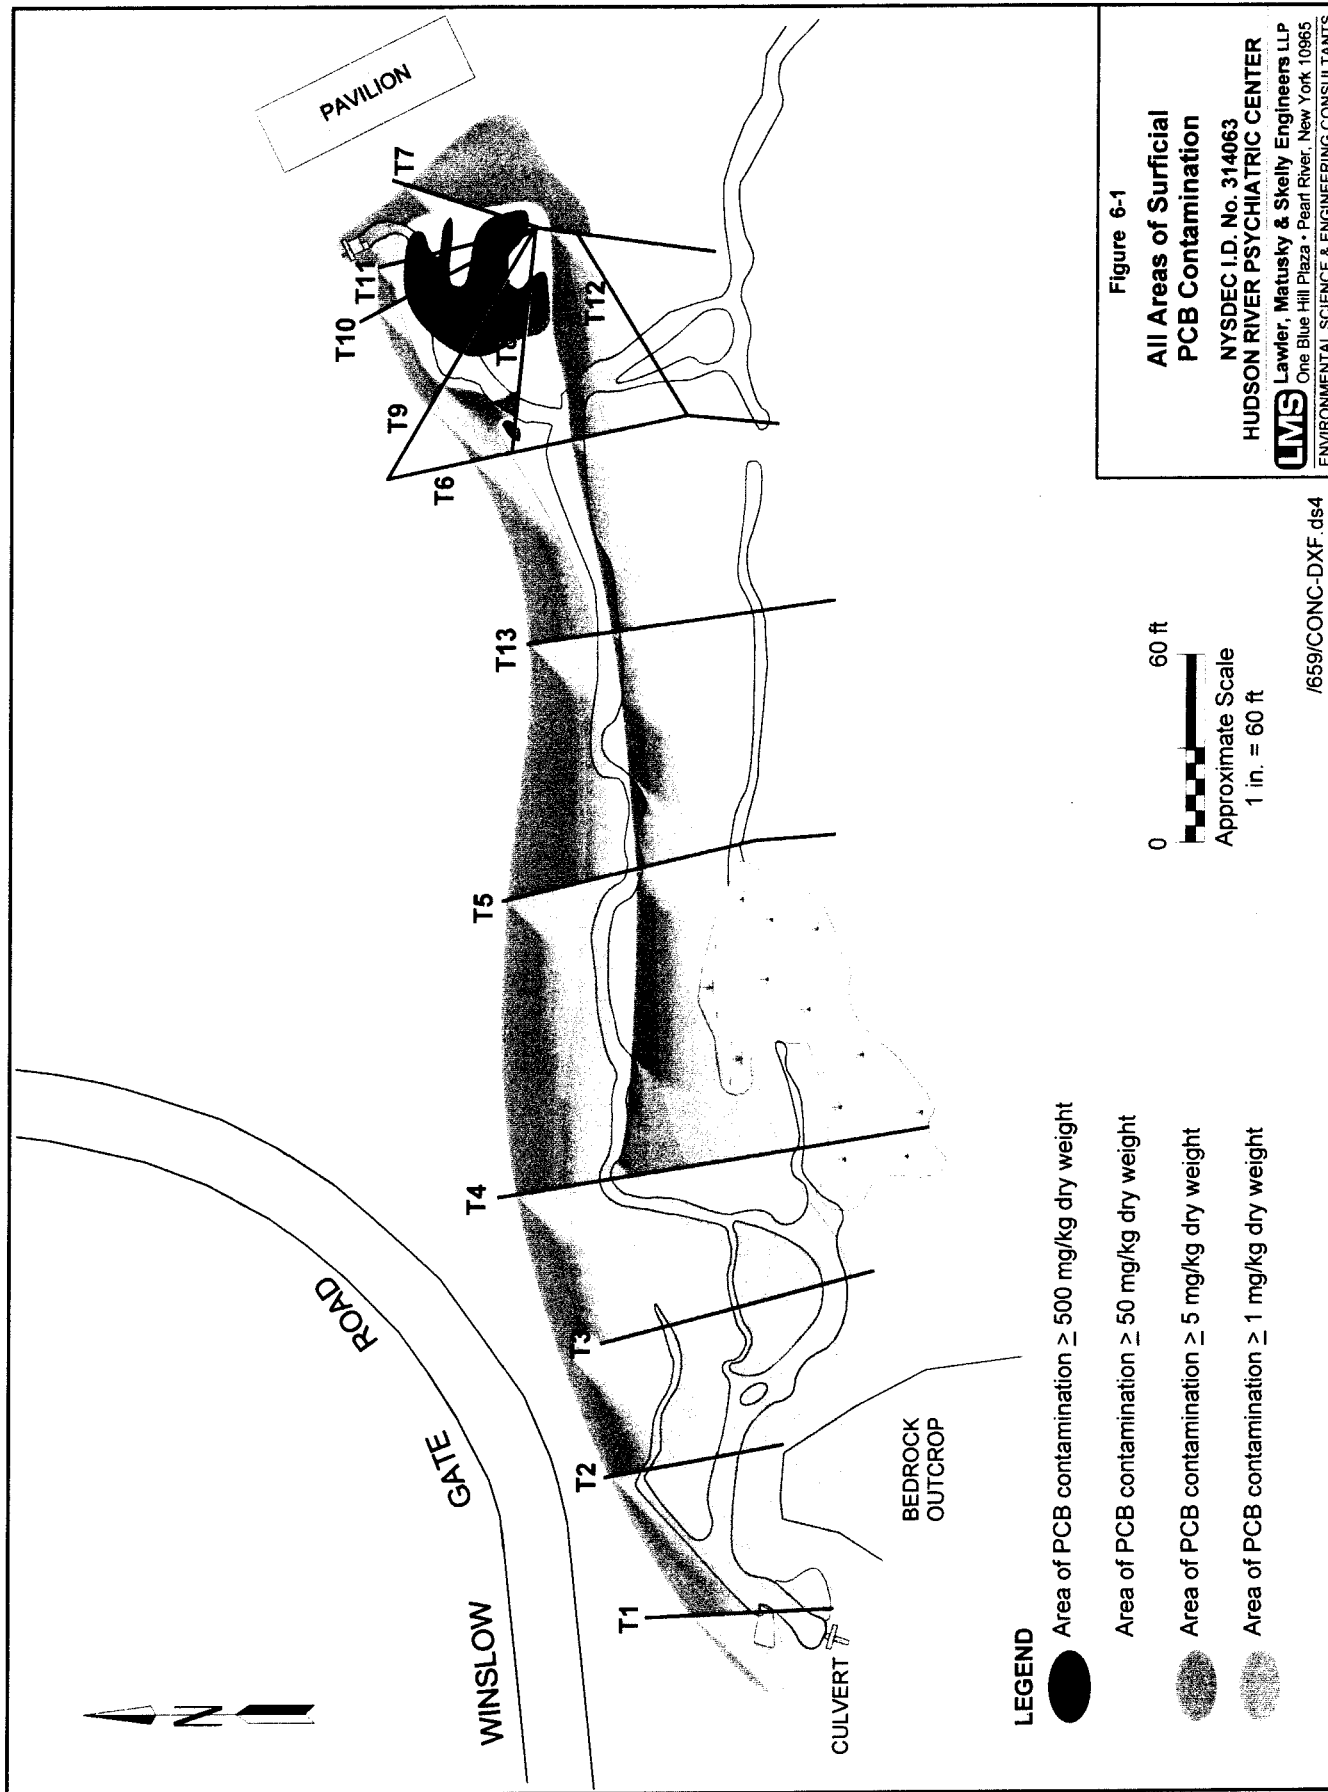 PAVILION
T7
T11
T10
T12
T9
T6
T13
T5
T4
T3
T2
T1
WINSLOW GATE ROAD
N
BEDROCK
OUTCROP
CULVERT
LEGEND
Area of PCB contamination ≥ 500 mg/kg dry weight
Area of PCB contamination ≥ 50 mg/kg dry weight
Area of PCB contamination ≥ 5 mg/kg dry weight
Area of PCB contamination ≥ 1 mg/kg dry weight
0 60 ft
Approximate Scale
1 in. = 60 ft
/659/CONC-DXF.ds4
Figure 6-1
All Areas of Surficial
PCB Contamination
NYSDEC I.D. No. 314063
HUDSON RIVER PSYCHIATRIC CENTER
LMS Lawler, Matusky & Skelly Engineers LLP
One Blue Hill Plaza • Pearl River, New York 10965
ENVIRONMENTAL SCIENCE & ENGINEERING CONSULTANTS